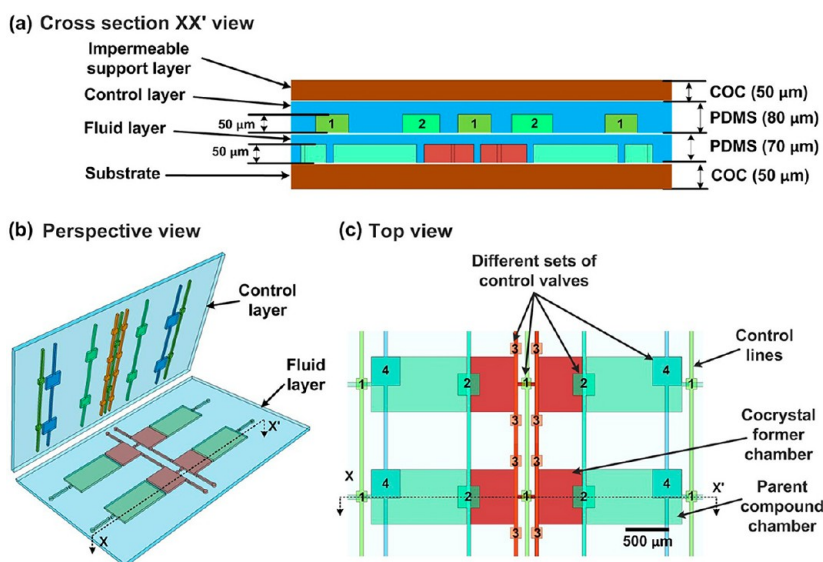 (a) Cross section XX' view
Impermeable
support layer
Control layer
Fluid layer
Substrate
50 µm
50 µm
1
2
1
2
1
COC (50 µm)
PDMS (80 µm)
PDMS (70 µm)
COC (50 µm)
(b) Perspective view
Control
layer
Fluid
layer
X'
X
(c) Top view
Different sets of
control valves
Control
lines
3 3
4 4
1 2 1 2 1
3 3
Cocrystal
former
chamber
3 3
X X'
4 4
1 2 1 2 1
3 3
Parent
compound
chamber
500 µm